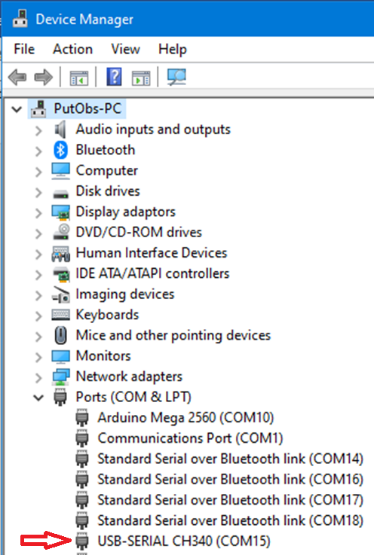 Device Manager
File Action View Help
PutObs-PC
Audio inputs and outputs
Bluetooth
Computer
Disk drives
Display adaptors
DVD/CD-ROM drives
Human Interface Devices
IDE ATA/ATAPI controllers
Imaging devices
Keyboards
Mice and other pointing devices
Monitors
Network adapters
Ports (COM & LPT)
Arduino Mega 2560 (COM10)
Communications Port (COM1)
Standard Serial over Bluetooth link (COM14)
Standard Serial over Bluetooth link (COM16)
Standard Serial over Bluetooth link (COM17)
Standard Serial over Bluetooth link (COM18)
USB-SERIAL CH340 (COM15)